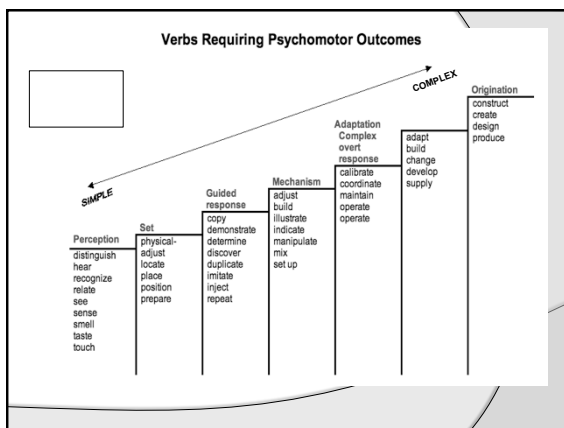 Verbs Requiring Psychomotor Outcomes
SIMPLE
COMPLEX
Perception
distinguish
hear
recognize
relate
see
sense
smell
taste
touch
Set
physical-
adjust
locate
place
position
prepare
Guided
response
copy
demonstrate
determine
discover
duplicate
imitate
inject
repeat
Mechanism
adjust
build
illustrate
indicate
manipulate
mix
set up
Adaptation
Complex
overt
response
calibrate
coordinate
maintain
operate
operate
adapt
build
change
develop
supply
Origination
construct
create
design
produce